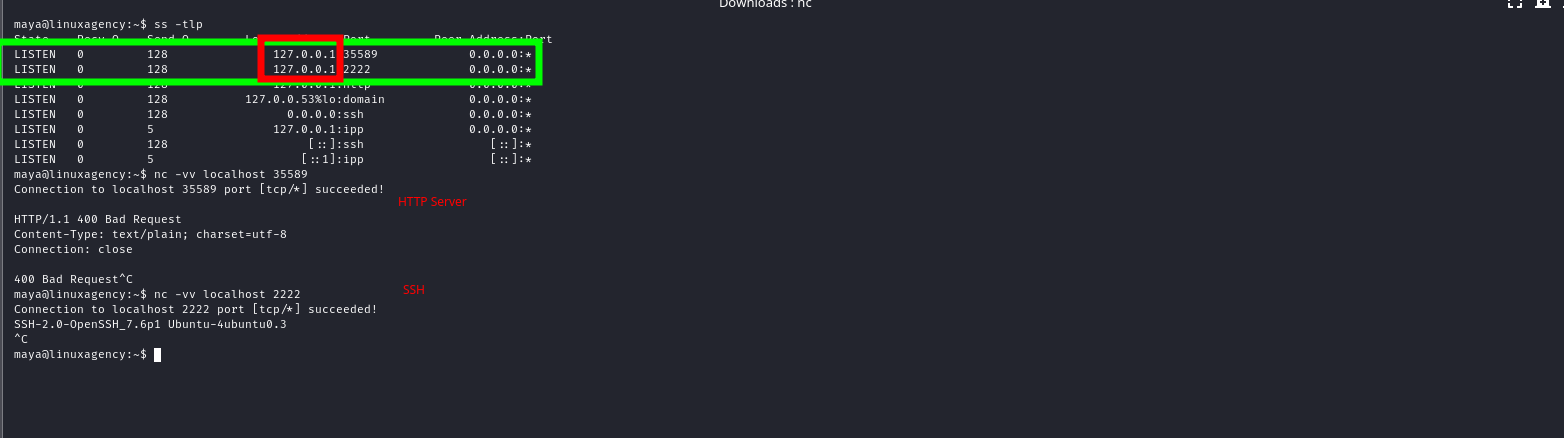 Downloads : nc
maya@linuxagency:~$ ss -tlp
State Recv-Q Send-Q Port Peer Address:Port
LISTEN 0 128 127.0.0.1:35589 0.0.0.0:*
LISTEN 0 128 127.0.0.1:2222 0.0.0.0:*
LISTEN 0 128 127.0.0.1:http 0.0.0.0:*
LISTEN 0 128 127.0.0.53%lo:domain 0.0.0.0:*
LISTEN 0 128 0.0.0.0:ssh 0.0.0.0:*
LISTEN 0 5 127.0.0.1:ipp 0.0.0.0:*
LISTEN 0 128 [::]:ssh [::]:*
LISTEN 0 5 [::1]:ipp [::]:*
maya@linuxagency:~$ nc -vv localhost 35589
Connection to localhost 35589 port [tcp/*] succeeded!
HTTP Server
HTTP/1.1 400 Bad Request
Content-Type: text/plain; charset=utf-8
Connection: close
400 Bad Request^C
SSH
maya@linuxagency:~$ nc -vv localhost 2222
Connection to localhost 2222 port [tcp/*] succeeded!
SSH-2.0-OpenSSH_7.6p1 Ubuntu-4ubuntu0.3
^C
maya@linuxagency:~$